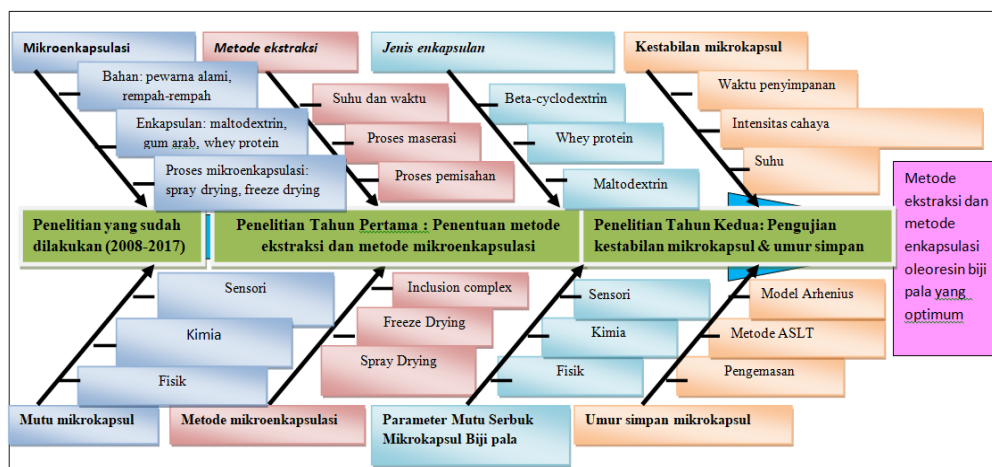 Mikroenkapsulasi
Bahan: pewarna alami,
rempah-rempah
Enkapsulan: maltodextrin,
gum arab, whey protein
Proses mikroenkapsulasi:
spray drying, freeze drying
Metode ekstraksi
Suhu dan waktu
Proses maserasi
Proses pemisahan
Jenis enkapsulan
Beta-cyclodextrin
Whey protein
Maltodextrin
Kestabilan mikrokapsul
Waktu penyimpanan
Intensitas cahaya
Suhu
Penelitian yang sudah
dilakukan (2008-2017)
Penelitian Tahun Pertama : Penentuan metode
ekstraksi dan metode mikroenkapsulasi
Penelitian Tahun Kedua: Pengujian
kestabilan mikrokapsul & umur simpan
Metode
ekstraksi dan
metode
enkapsulasi
oleoresin biji
pala yang
optimum
Sensori
Kimia
Fisik
Mutu mikrokapsul
Inclusion complex
Freeze Drying
Spray Drying
Metode mikroenkapsulasi
Sensori
Kimia
Fisik
Parameter Mutu Serbuk
Mikrokapsul Biji pala
Model Arhenius
Metode ASLT
Pengemasan
Umur simpan mikrokapsul